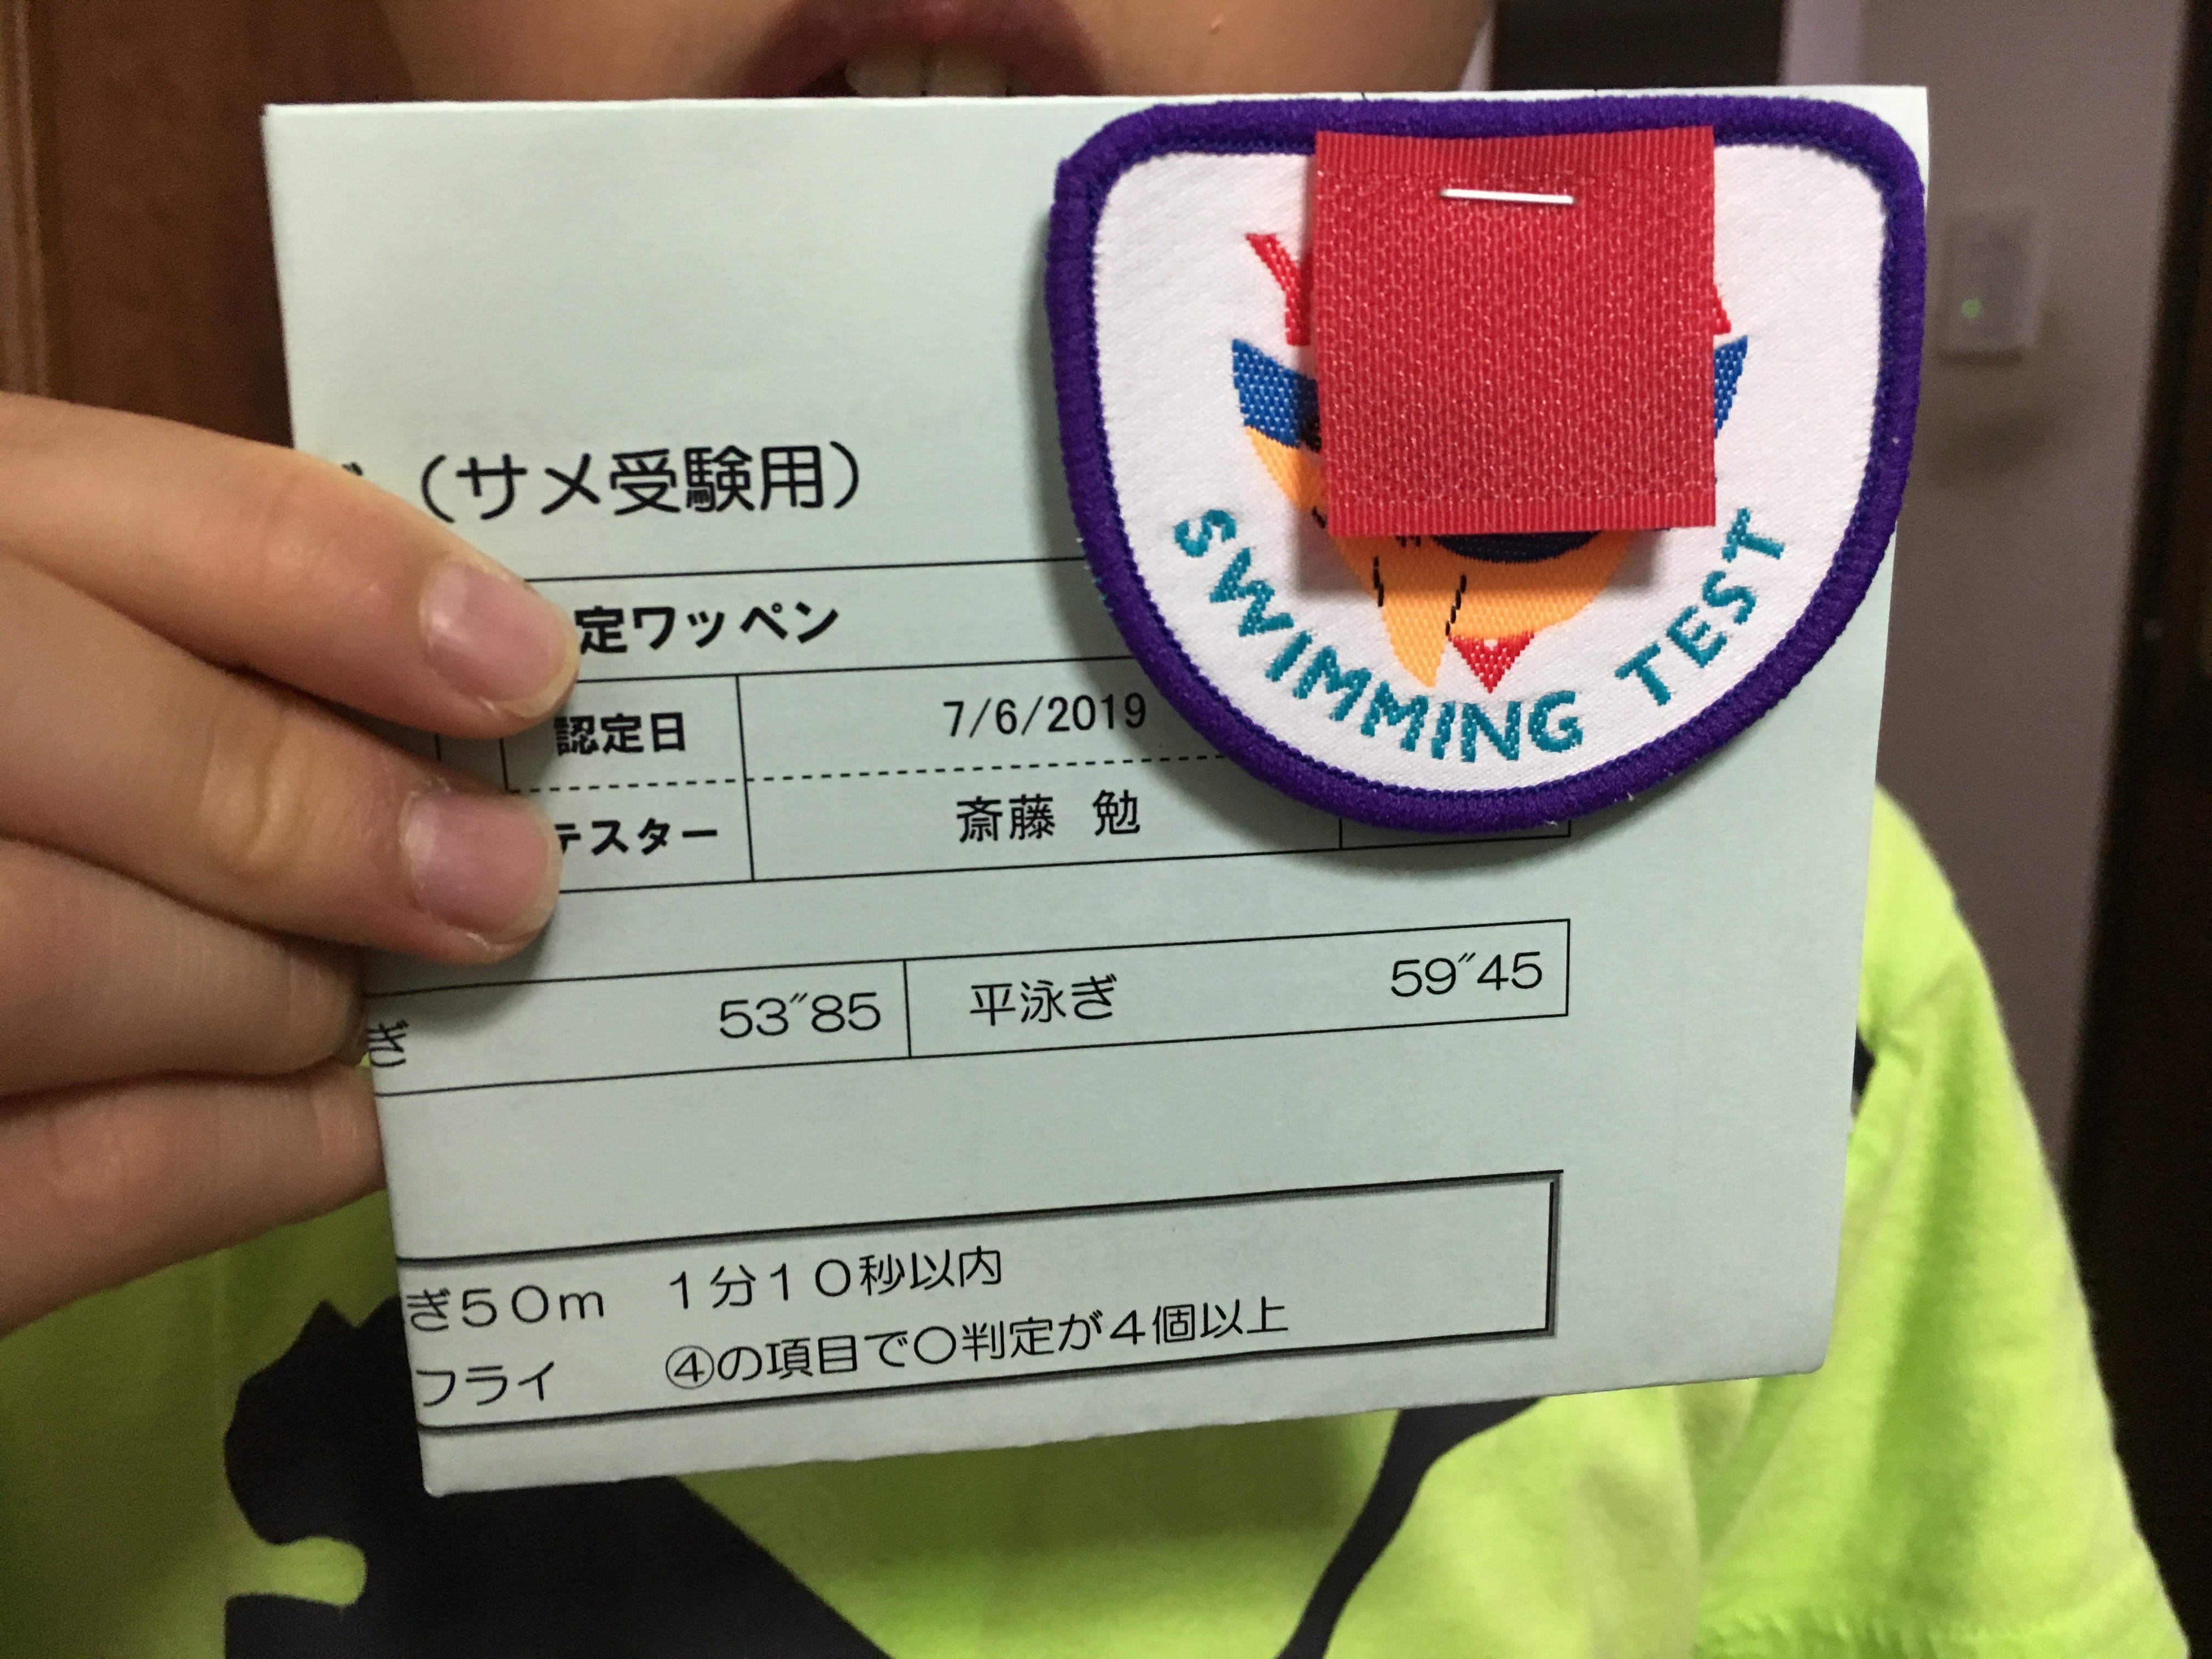 （サメ受験用）
定ワッペン
認定日 7/6/2019
テスター 斎藤 勉
ぎ 53″85 平泳ぎ 59″45
ぎ50m 1分10秒以内
フライ ④の項目で〇判定が4個以上
SWIMMING TEST